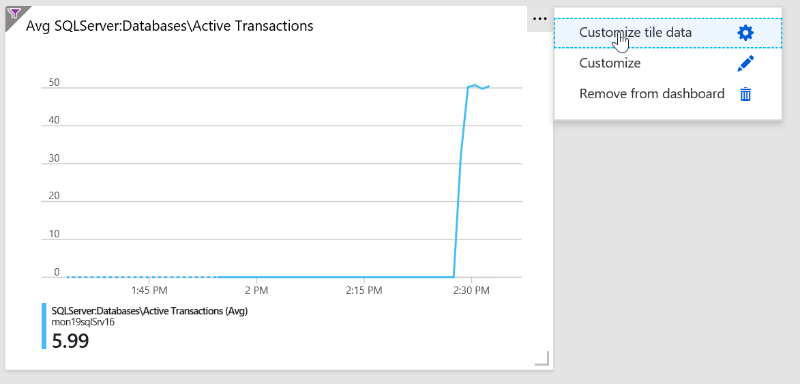 Avg SQLServer:Databases\Active Transactions
...
Customize tile data
Customize
Remove from dashboard
50
40
30
20
10
0
1:45 PM 2 PM 2:15 PM 2:30 PM
SQLServer:Databases\Active Transactions (Avg)
mon19sqlSrv16
5.99